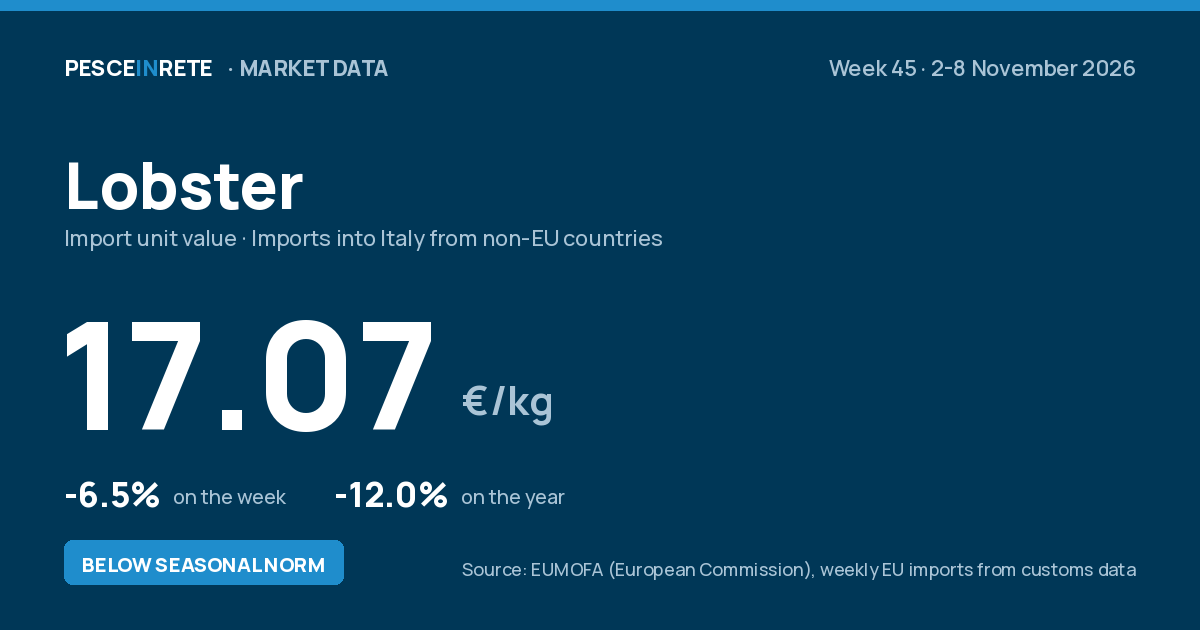 PESCEINRETE · MARKET DATA
Week 45 · 2-8 November 2026
Lobster
Import unit value · Imports into Italy from non-EU countries
17.07 €/kg
-6.5% on the week -12.0% on the year
BELOW SEASONAL NORM
Source: EUMOFA (European Commission), weekly EU imports from customs data